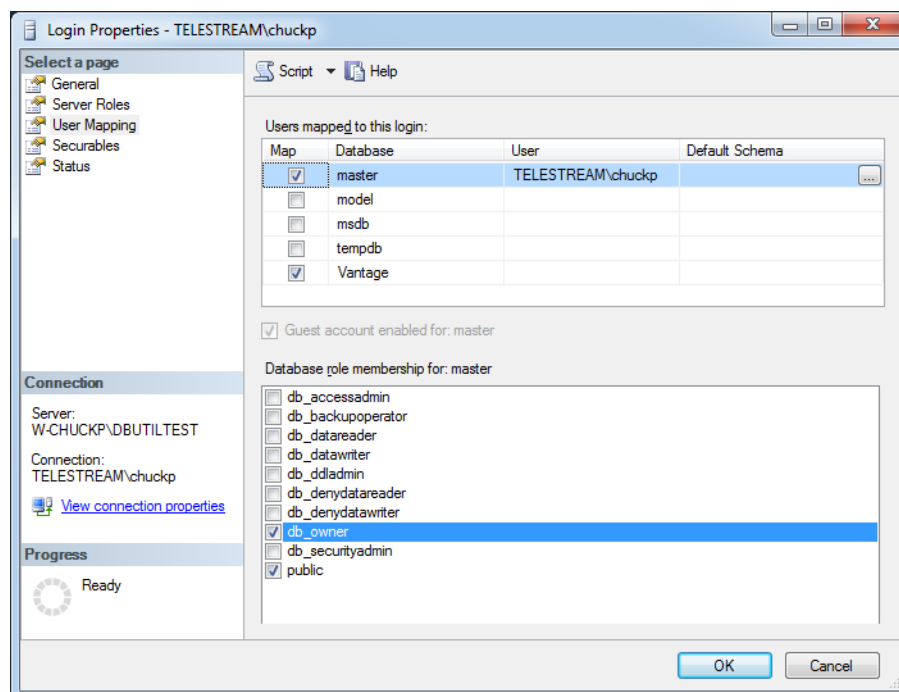 Login Properties - TELESTREAM\chuckp
Select a page
General
Server Roles
User Mapping
Securables
Status
Script
Help
Users mapped to this login:
Map Database User Default Schema
master TELESTREAM\chuckp ...
model
msdb
tempdb
Vantage
Guest account enabled for: master
Database role membership for: master
db_accessadmin
db_backupoperator
db_datareader
db_datawriter
db_ddladmin
db_denydatareader
db_denydatawriter
db_owner
db_securityadmin
public
Connection
Server:
W-CHUCKP\DBUTILTEST
Connection:
TELESTREAM\chuckp
View connection properties
Progress
Ready
OK
Cancel